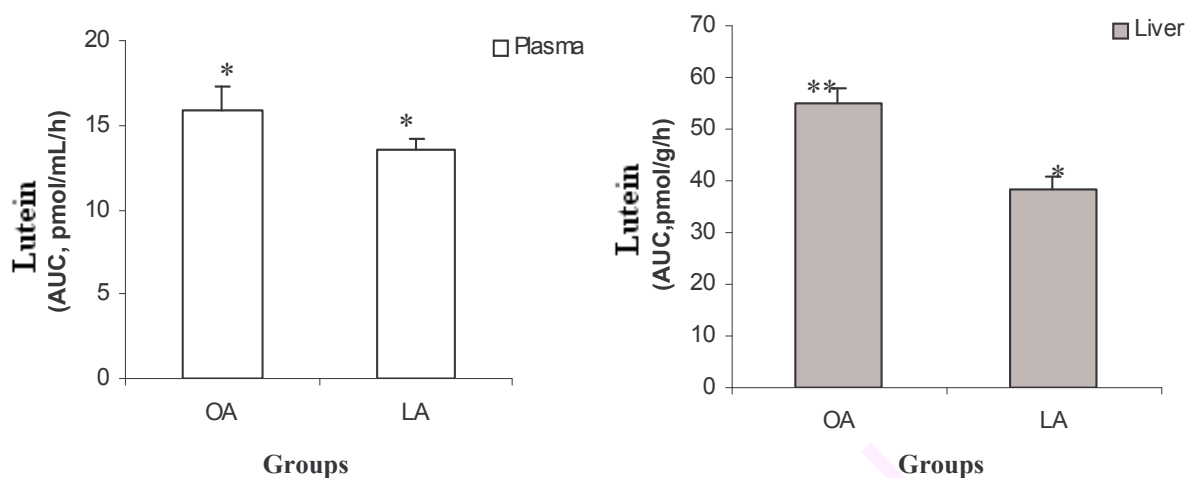 Plasma
20
15
10
5
0
Lutein
(AUC, pmol/mL/h)
*
*
OA
LA
Groups
Liver
70
60
50
40
30
20
10
0
Lutein
(AUC,pmol/g/h)
**
*
OA
LA
Groups